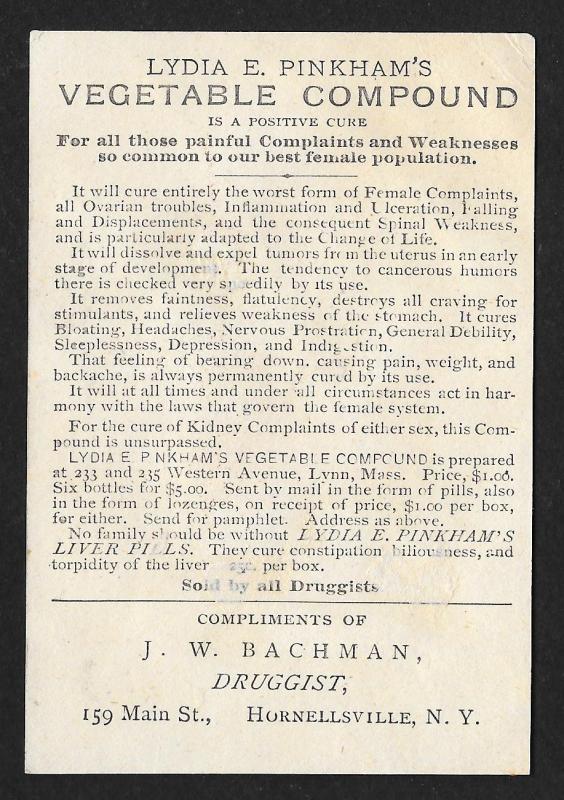 LYDIA E. PINKHAM'S
VEGETABLE COMPOUND
IS A POSITIVE CURE
For all those painful Complaints and Weaknesses
so common to our best female population.
It will cure entirely the worst form of Female Complaints,
all Ovarian troubles, Inflammation and Ulceration, Falling
and Displacements, and the consequent Spinal Weakness,
and is particularly adapted to the Change of Life.
It will dissolve and expel tumors from the uterus in an early
stage of development. The tendency to cancerous humors
there is checked very speedily by its use.
It removes faintness, flatulency, destroys all craving for
stimulants, and relieves weakness of the stomach. It cures
Bloating, Headaches, Nervous Prostration, General Debility,
Sleeplessness, Depression, and Indigestion.
That feeling of bearing down, causing pain, weight, and
backache, is always permanently cured by its use.
It will at all times and under all circumstances act in har-
mony with the laws that govern the female system.
For the cure of Kidney Complaints of either sex, this Com-
pound is unsurpassed.
LYDIA E. PINKHAM'S VEGETABLE COMPOUND is prepared
at 233 and 235 Western Avenue, Lynn, Mass. Price, $1.00.
Six bottles for $5.00. Sent by mail in the form of pills, also
in the form of lozenges, on receipt of price, $1.00 per box,
for either. Send for pamphlet. Address as above.
No family should be without LYDIA E. PINKHAM'S
LIVER PILLS. They cure constipation biliousness, and
torpidity of the liver 25c. per box.
Sold by all Druggists
COMPLIMENTS OF
J. W. BACHMAN,
DRUGGIST,
159 Main St., HORNELLSVILLE, N. Y.